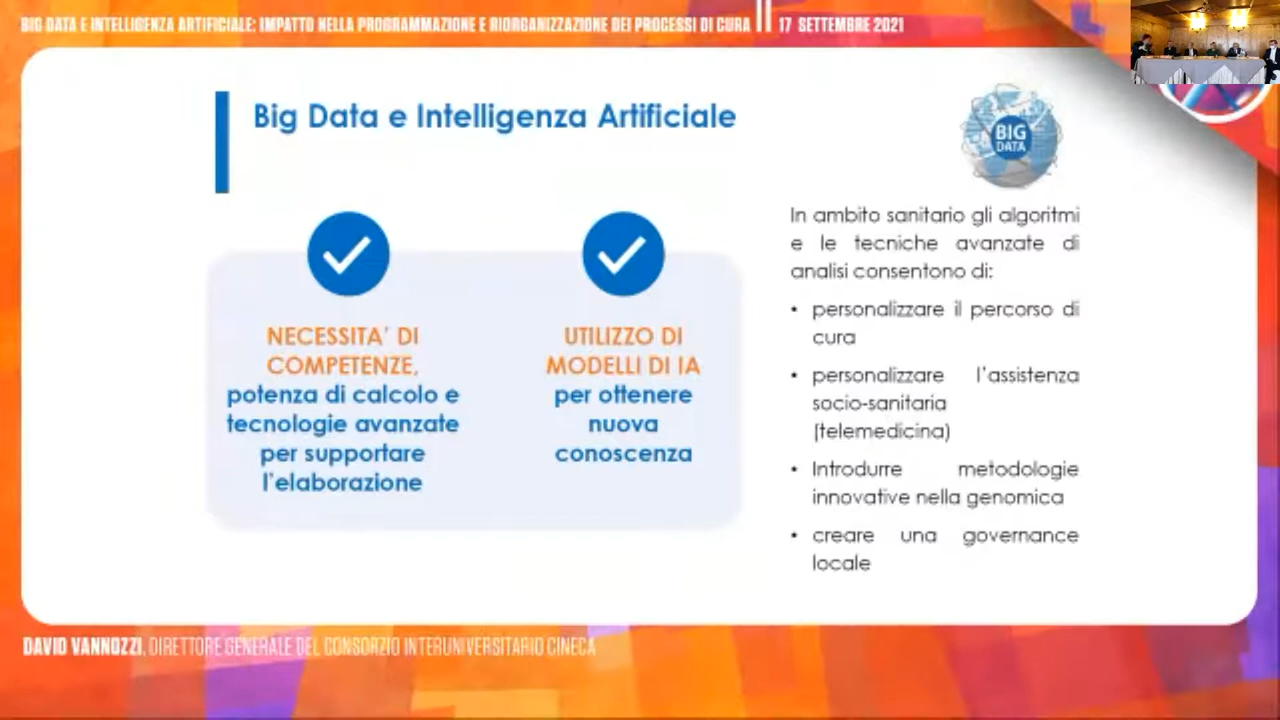 BIG DATA E INTELLIGENZA ARTIFICIALE: IMPATTO NELLA PROGRAMMAZIONE E RIORGANIZZAZIONE DEI PROCESSI DI CURA || 17 SETTEMBRE 2021
Big Data e Intelligenza Artificiale
BIG
DATA
NECESSITA' DI
COMPETENZE,
potenza di calcolo e
tecnologie avanzate
per supportare
l'elaborazione
UTILIZZO DI
MODELLI DI IA
per ottenere
nuova
conoscenza
In ambito sanitario gli algoritmi
e le tecniche avanzate di
analisi consentono di:
• personalizzare il percorso di
cura
• personalizzare l'assistenza
socio-sanitaria
(telemedicina)
• Introdurre metodologie
innovative nella genomica
• creare una governance
locale
DAVID VANNOZZI, DIRETTORE GENERALE DEL CONSORZIO INTERUNIVERSITARIO CINECA